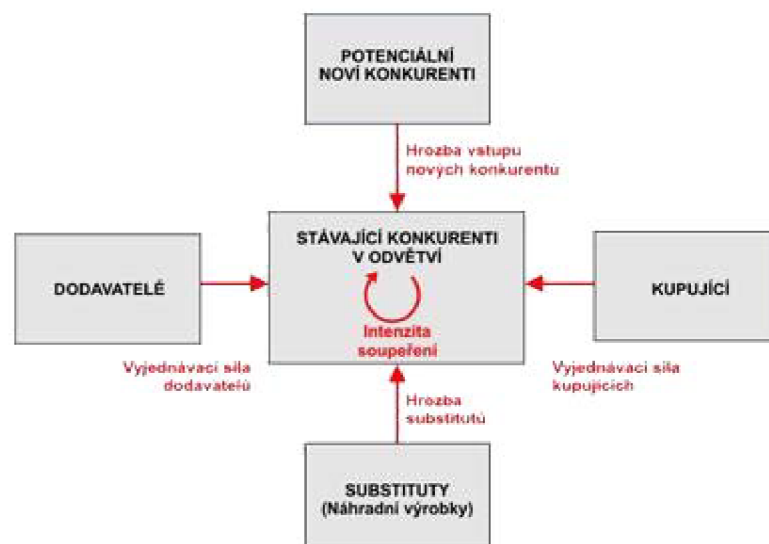 POTENCIÁLNÍ
NOVÍ KONKURENTI
Hrozba vstupu
nových konkurentů
STÁVAJÍCÍ KONKURENTI
V ODVĚTVÍ
Intenzita
soupeření
DODAVATELÉ
Vyjednávací síla
dodavatelů
KUPUJÍCÍ
Vyjednávací síla
kupujících
Hrozba
substitutů
SUBSTITUTY
(Náhradní výrobky)